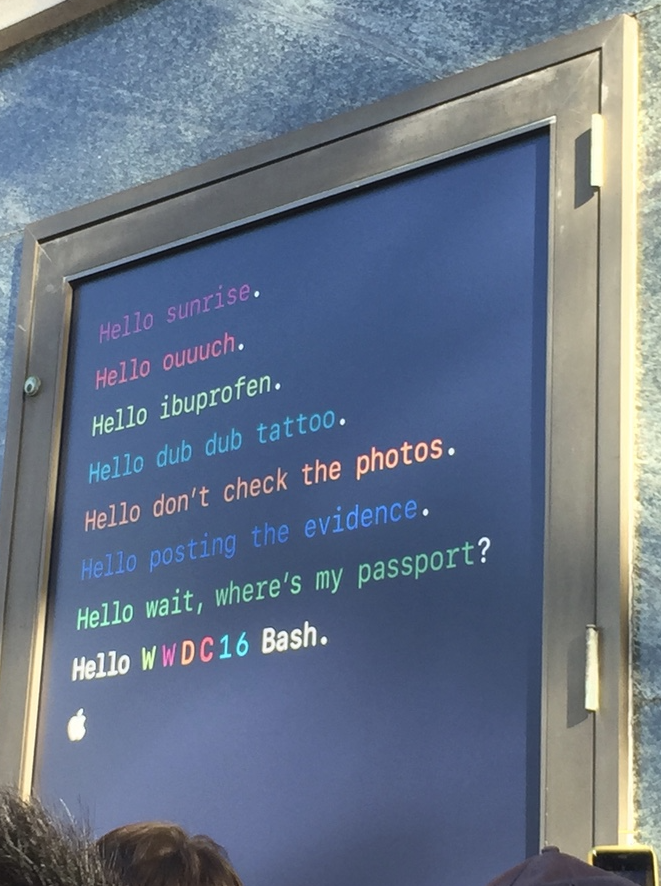 Hello sunrise.
Hello ouuuch.
Hello ibuprofen.
Hello dub dub tattoo.
Hello don't check the photos.
Hello posting the evidence.
Hello wait, where's my passport?
Hello WWDC16 Bash.